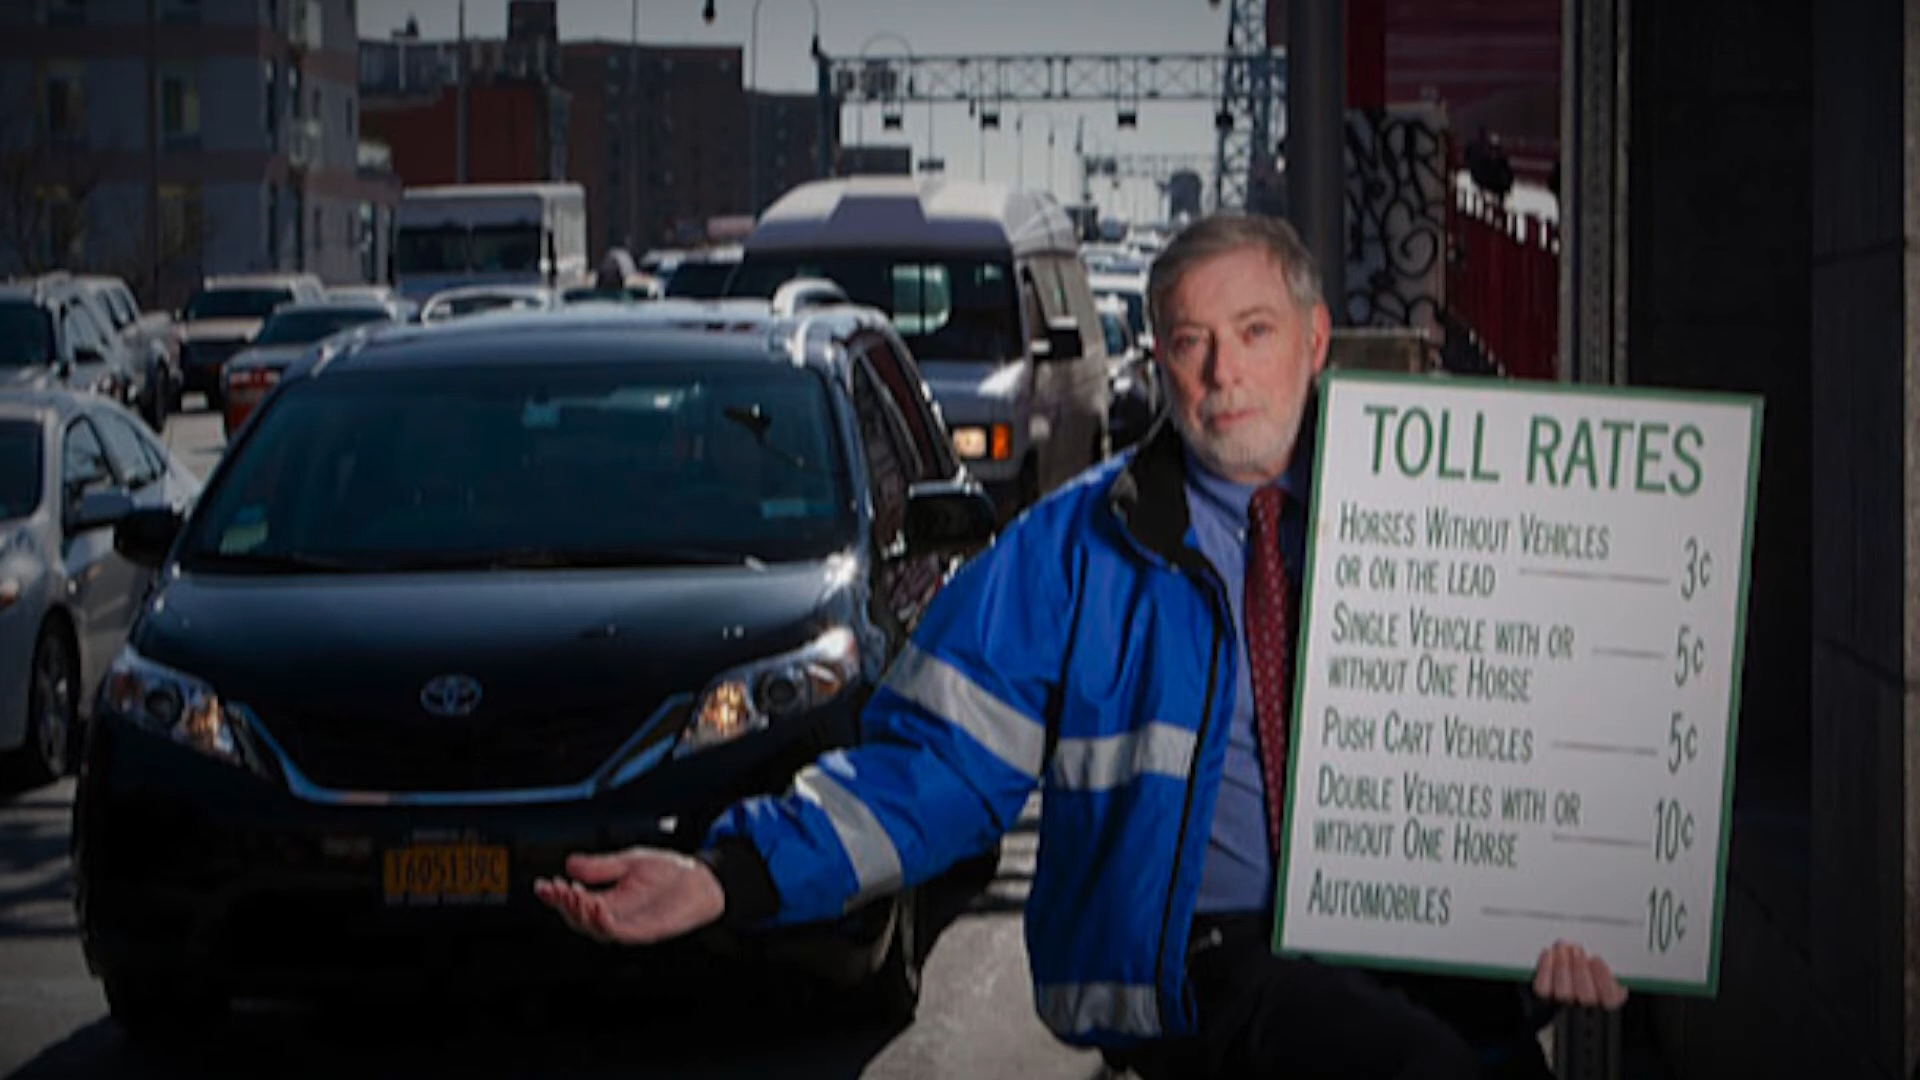 TOLL RATES
HORSES WITHOUT VEHICLES
OR ON THE LEAD 3¢
SINGLE VEHICLE WITH OR
WITHOUT ONE HORSE 5¢
PUSH CART VEHICLES 5¢
DOUBLE VEHICLES WITH OR
WITHOUT ONE HORSE 10¢
AUTOMOBILES 10¢
T605139C